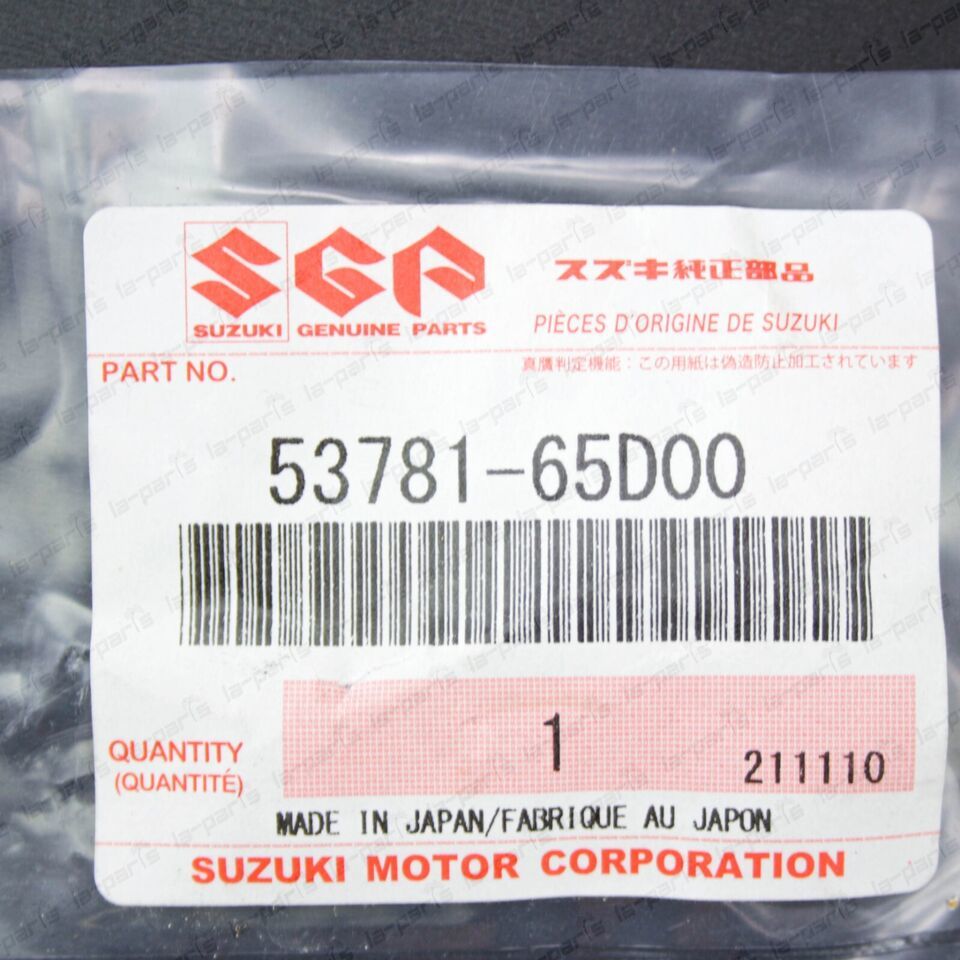 la-parts
SGP
スズキ純正部品
SUZUKI GENUINE PARTS
PIÈCES D'ORIGINE DE SUZUKI
PART NO.
真贋判定機能：この用紙は偽造防止加工されています
53781-65D00
1
QUANTITY
(QUANTITÉ)
211110
MADE IN JAPAN/FABRIQUE AU JAPON
SUZUKI MOTOR CORPORATION